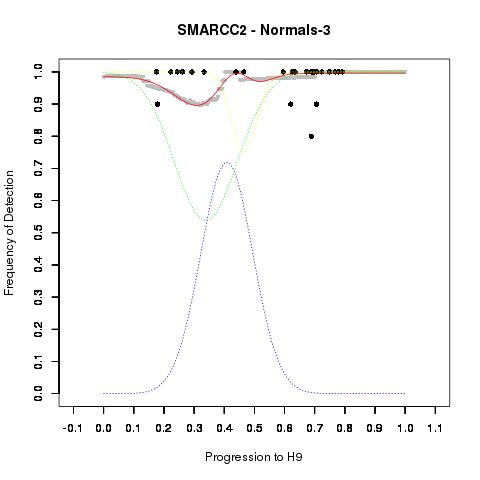 SMARCC2 - Normals-3
Frequency of Detection
1.0
0.9
0.8
0.7
0.6
0.5
0.4
0.3
0.2
0.1
0.0
-0.1 0.0 0.1 0.2 0.3 0.4 0.5 0.6 0.7 0.8 0.9 1.0 1.1
Progression to H9